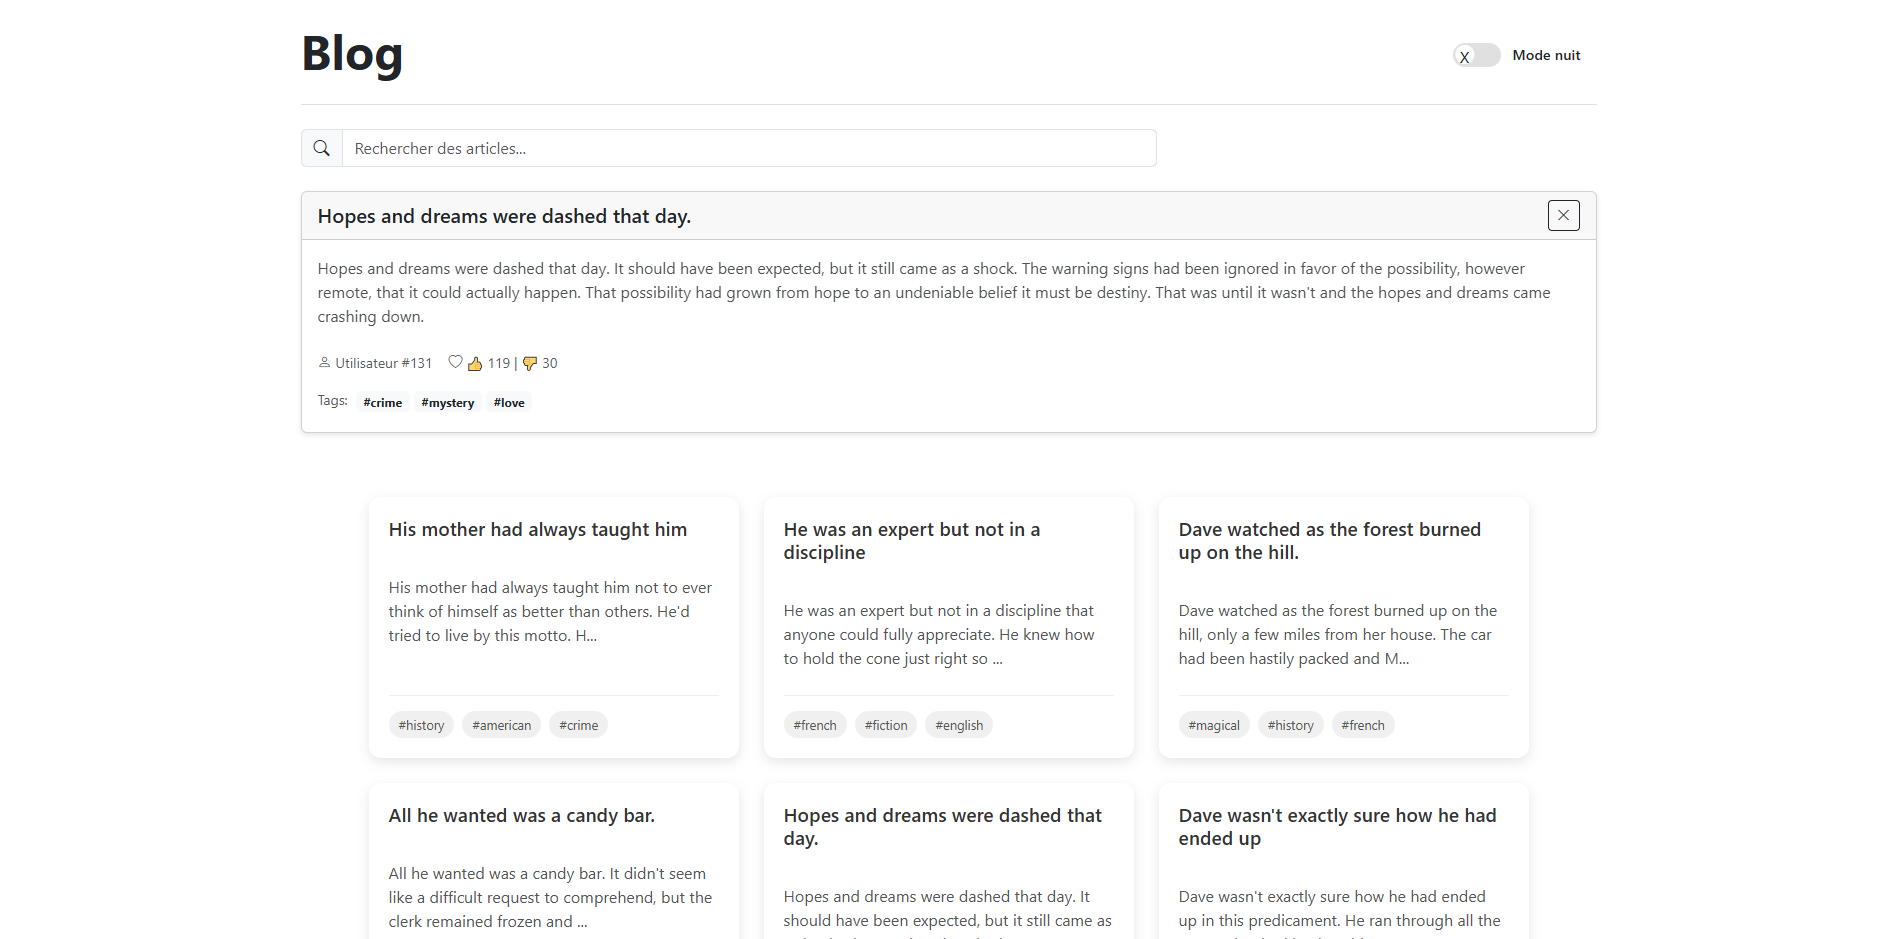 Blog
X
Mode nuit
Rechercher des articles...
Hopes and dreams were dashed that day.
Hopes and dreams were dashed that day. It should have been expected, but it still came as a shock. The warning signs had been ignored in favor of the possibility, however
remote, that it could actually happen. That possibility had grown from hope to an undeniable belief it must be destiny. That was until it wasn't and the hopes and dreams came
crashing down.
Utilisateur #131 119 | 30
Tags: #crime #mystery #love
His mother had always taught him
His mother had always taught him not to ever
think of himself as better than others. He'd
tried to live by this motto. H...
#history #american #crime
He was an expert but not in a
discipline
He was an expert but not in a discipline that
anyone could fully appreciate. He knew how
to hold the cone just right so ...
#french #fiction #english
Dave watched as the forest burned
up on the hill.
Dave watched as the forest burned up on the
hill, only a few miles from her house. The car
had been hastily packed and M...
#magical #history #french
All he wanted was a candy bar.
All he wanted was a candy bar. It didn't seem
like a difficult request to comprehend, but the
clerk remained frozen and ...
Hopes and dreams were dashed that
day.
Hopes and dreams were dashed that day. It
should have been expected, but it still came as
Dave wasn't exactly sure how he had
ended up
Dave wasn't exactly sure how he had ended
up in this predicament. He ran through all the